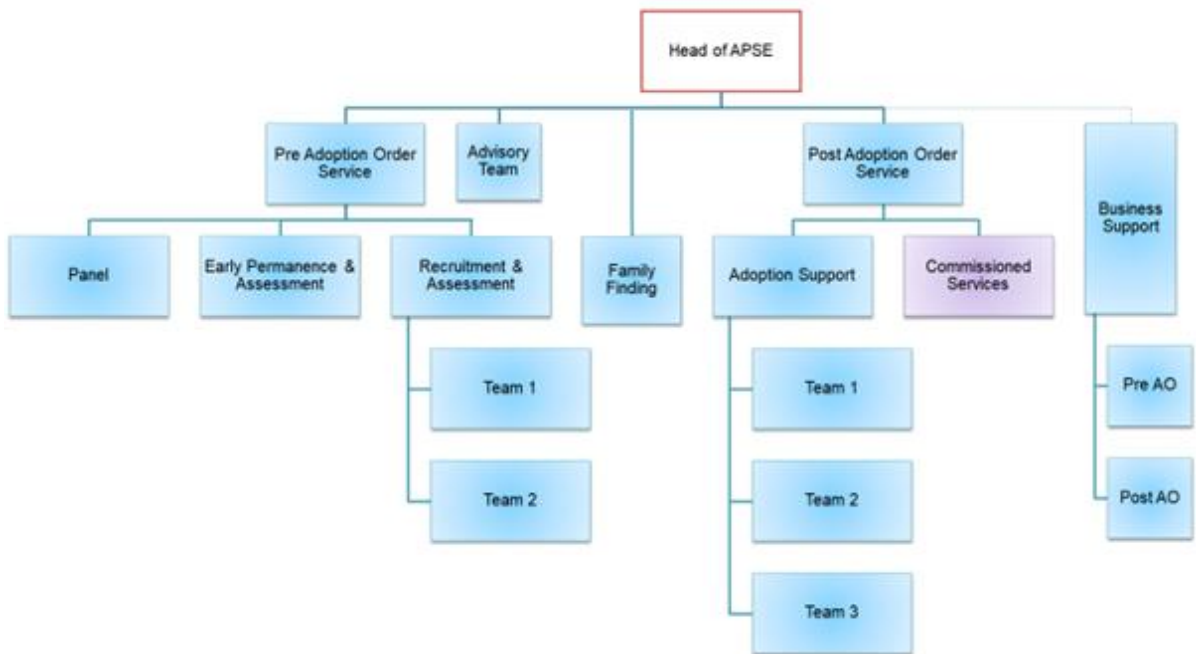 Head of APSE
Pre Adoption Order
Service
Advisory
Team
Post Adoption Order
Service
Business
Support
Panel
Early Permanence &
Assessment
Recruitment &
Assessment
Family
Finding
Adoption Support
Commissioned
Services
Team 1
Team 1
Pre AO
Team 2
Team 2
Post AO
Team 3